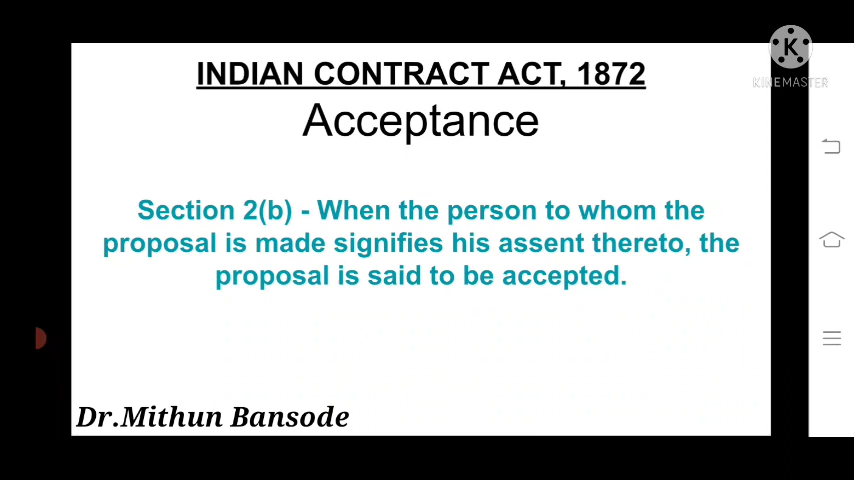 INDIAN CONTRACT ACT, 1872
Acceptance
Section 2(b) - When the person to whom the
proposal is made signifies his assent thereto, the
proposal is said to be accepted.
Dr.Mithun Bansode
K
KINEMASTER